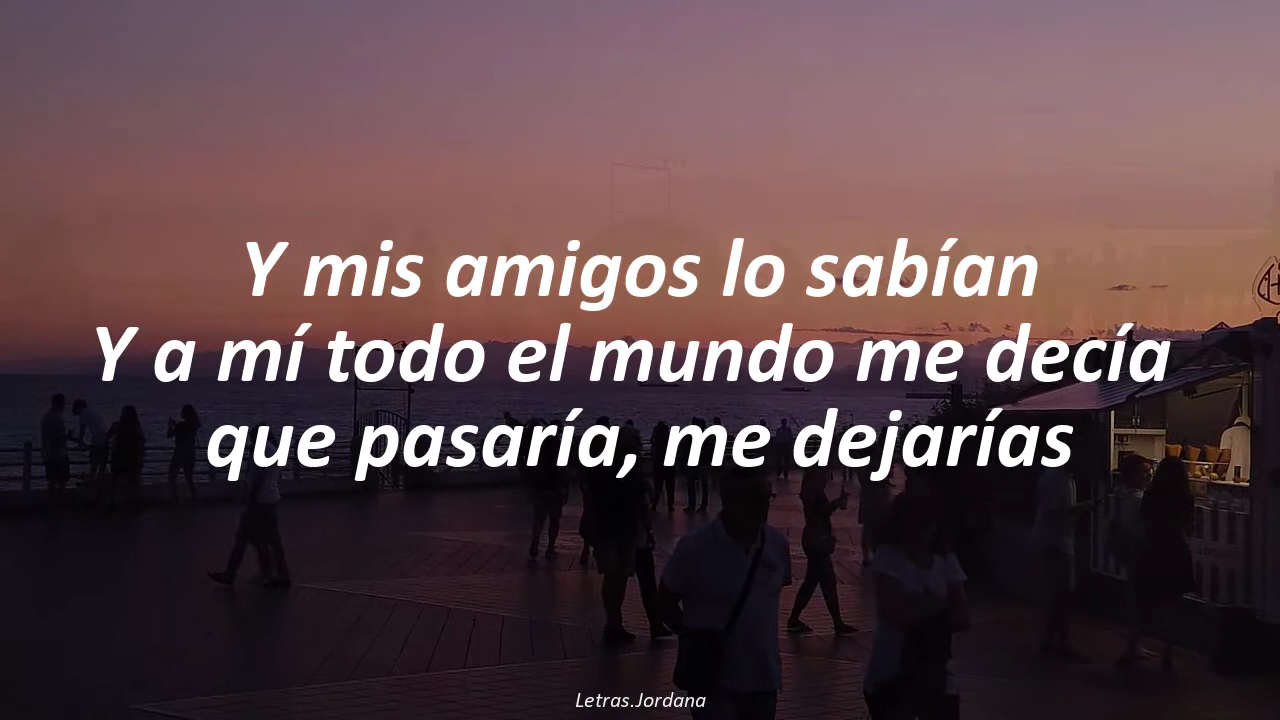 Y mis amigos lo sabían
Y a mí todo el mundo me decía
que pasaría, me dejarías
Letras.Jordana